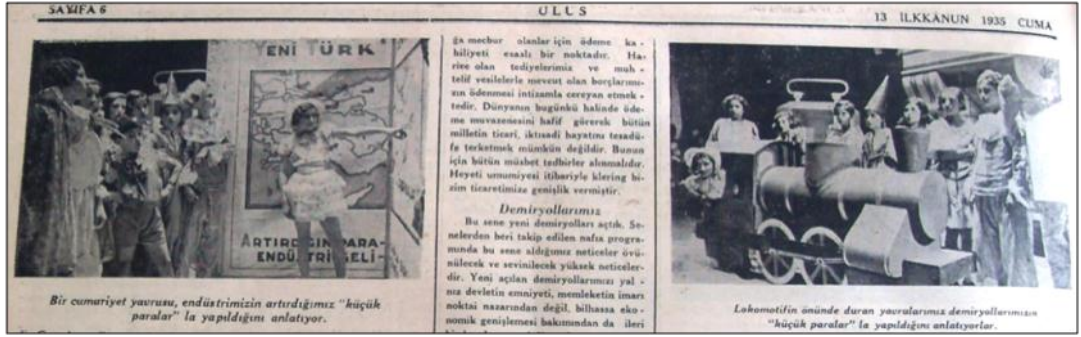 SAYIFA 6
ULUS
13 İLKKÂNUN 1935 CUMA
ENİ TÜRK
ARTIRDIĞIN PARA-
ENDÜSTRİ GELİ-
Bir cumuriyet yavrusu, endüstrimizin artırdığımız "küçük
paralar" la yapıldığını anlatıyor.
ğa mecbur olanlar için ödeme ka-
biliyeti esaslı bir noktadır. Ha-
rice olan tediyelerimiz ve muh-
telif vesilelerle mevcut olan borçlarımı-
zın ödenmesi intizamla cereyan etmek-
tedir. Dünyanın bugünkü halinde öde-
me muvazenesini hafif görerek bütün
milletin ticari, iktısadi hayatını tesadü-
fe terketmek mümkün değildir. Bunun
için bütün müsbet tedbirler alınmalıdır.
Heyeti umumiyesi itibariyle klering bi-
zim ticaretimize genişlik vermiştir.
Demiryollarımız
Bu sene yeni demiryolları açtık. Se-
nelerden beri takip edilen nafıa progra-
mında bu sene aldığımız neticeler övü-
nülecek ve sevinilecek yüksek neticeler-
dir. Yeni açılan demiryollarımızı yal-
nız devletin emniyeti, memleketin imarı
noktai nazarından değil, bilhassa eko-
nomik genişlemesi bakımından da ileri
Lokomotifin önünde duran yavrularımız demiryollarımızın
"küçük paralar" la yapıldığını anlatıyorlar.